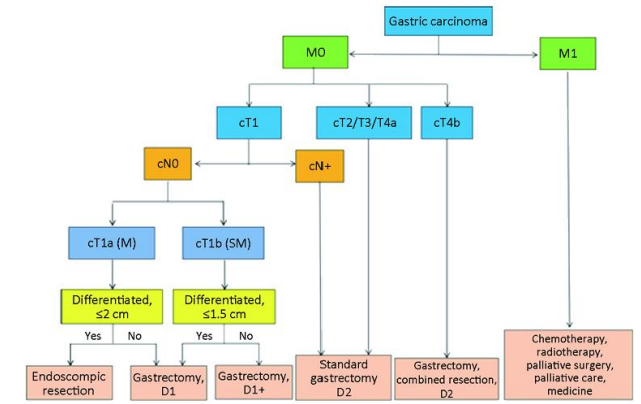 Gastric carcinoma
M0
M1
cT1
cT2/T3/T4a
cT4b
cN0
cN+
cT1a (M)
cT1b (SM)
Differentiated,
≤2 cm
Differentiated,
≤1.5 cm
Yes
No
Yes
No
Endoscompic
resection
Gastrectomy,
D1
Gastrectomy,
D1+
Standard
gastrectomy
D2
Gastrectomy,
combined resection,
D2
Chemotherapy,
radiotherapy,
palliative surgery,
palliative care,
medicine